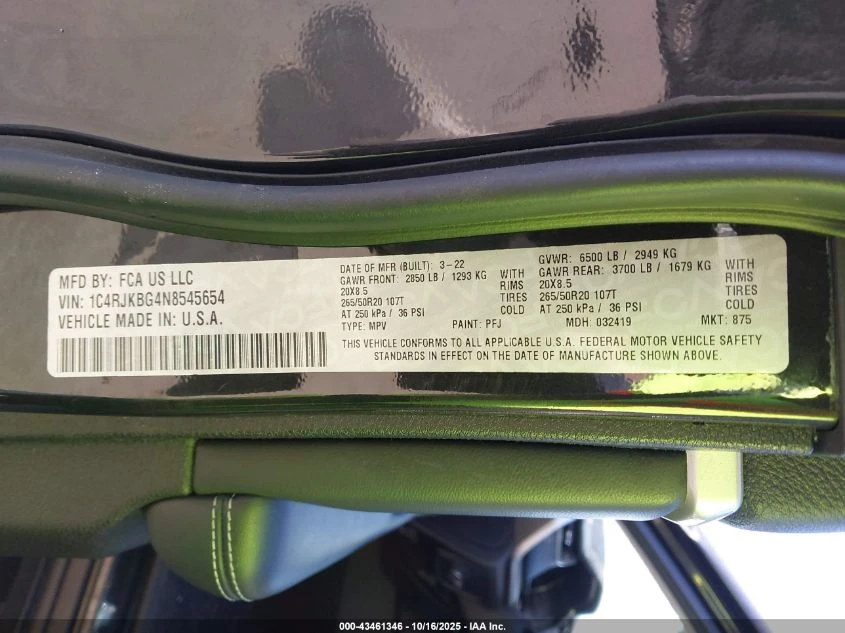 MFD BY: FCA US LLC
VIN: 1C4RJKBG4N8545654
VEHICLE MADE IN: U.S.A.
DATE OF MFR (BUILT): 3-22
GAWR FRONT: 2850 LB / 1293 KG WITH
20X8.5 RIMS
265/50R20 107T TIRES
AT 250 kPa / 36 PSI COLD
TYPE: MPV PAINT: PFJ
GVWR: 6500 LB / 2949 KG
GAWR REAR: 3700 LB / 1679 KG WITH
20X8.5 RIMS
265/50R20 107T TIRES
AT 250 kPa / 36 PSI COLD
MDH: 032419 MKT: 875
THIS VEHICLE CONFORMS TO ALL APPLICABLE U.S.A. FEDERAL MOTOR VEHICLE SAFETY
STANDARDS IN EFFECT ON THE DATE OF MANUFACTURE SHOWN ABOVE.
000-43461346 - 10/16/2025 - IAA Inc.